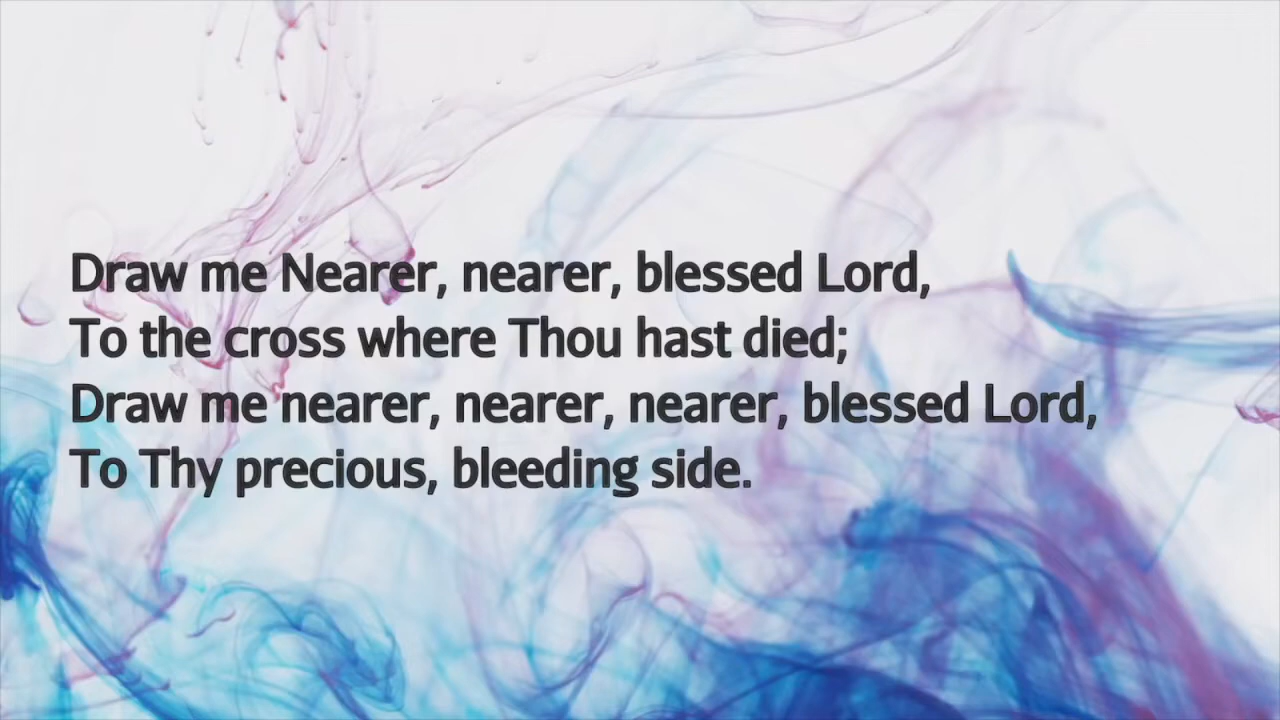 Draw me Nearer, nearer, blessed Lord,
To the cross where Thou hast died;
Draw me nearer, nearer, nearer, blessed Lord,
To Thy precious, bleeding side.